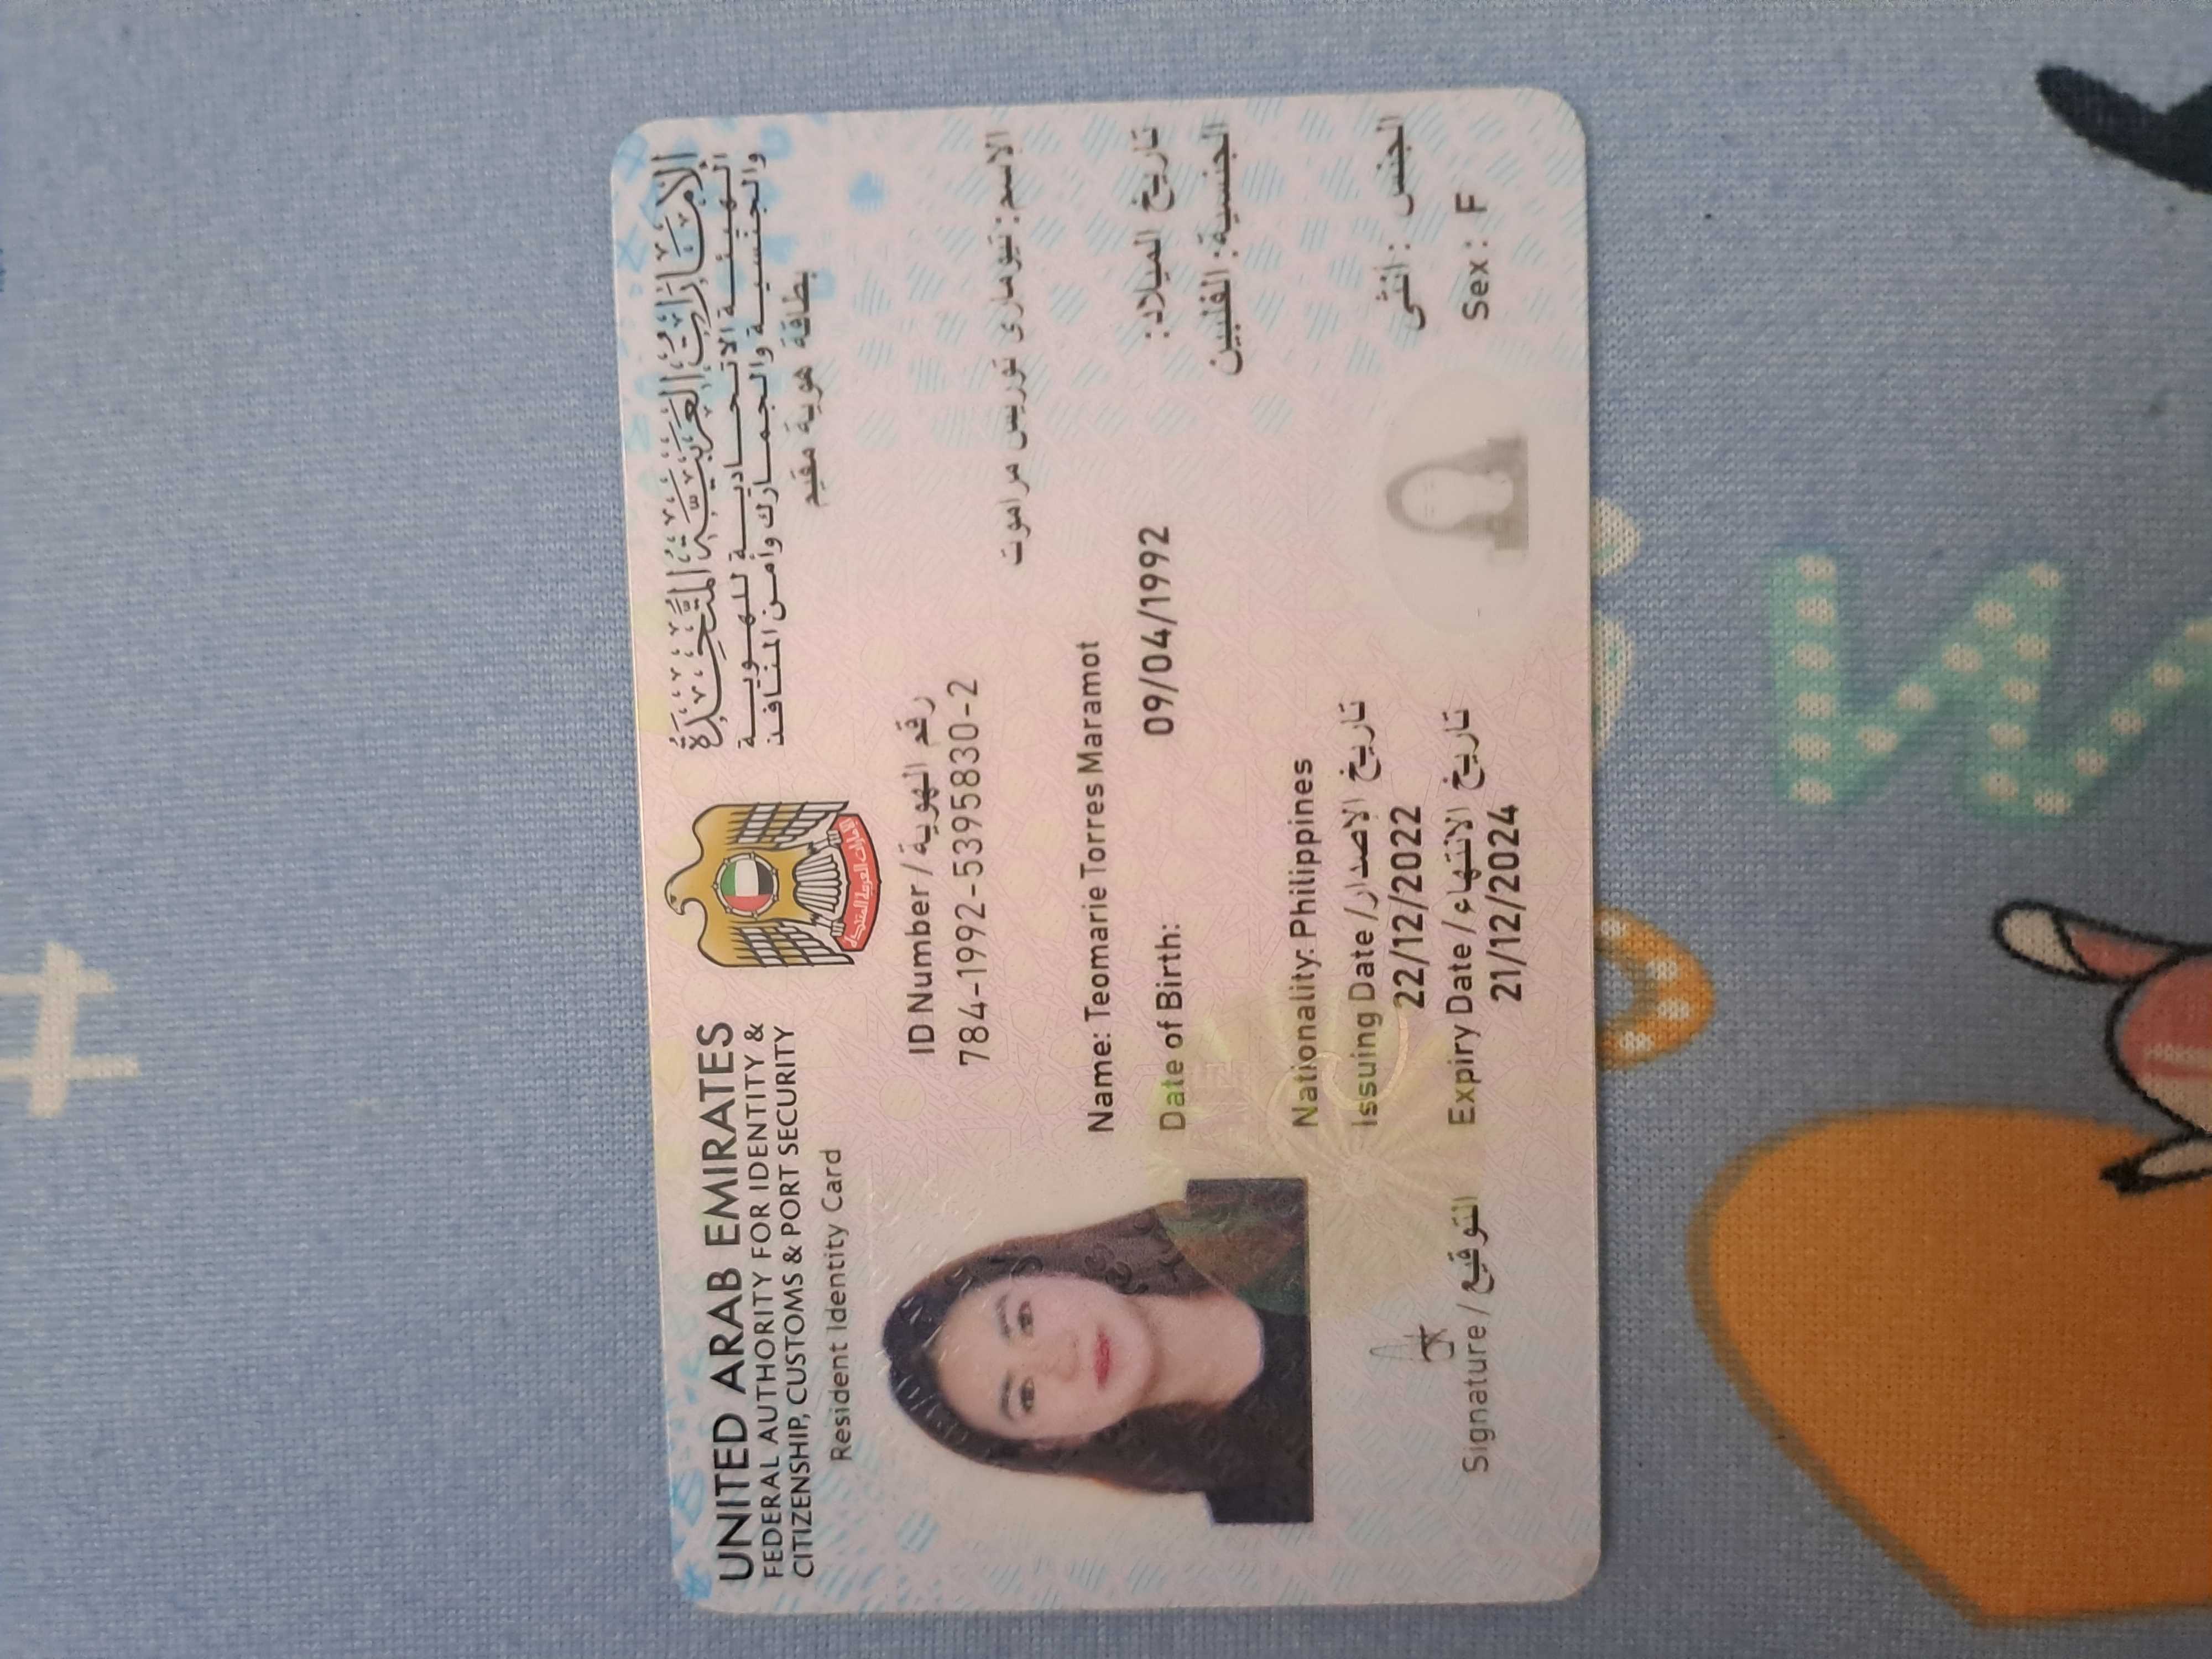 UNITED ARAB EMIRATES
FEDERAL AUTHORITY FOR IDENTITY &
CITIZENSHIP, CUSTOMS & PORT SECURITY
Resident Identity Card
الإمارات العربية المتحدة
الهيئة الاتحادية للهوية
والجنسية والجمارك وأمن المنافذ
بطاقة هوية مقيم
الإمارات العربية المتحدة
ID Number / رقم الهوية
784-1992-5395830-2
الاسم: تيومارى توريس مراموت
Name: Teomarie Torres Maramot
Date of Birth: 09/04/1992 تاريخ الميلاد:
الجنسية: الفلبين
Nationality: Philippines
Issuing Date / تاريخ الإصدار
22/12/2022
Expiry Date / تاريخ الانتهاء
21/12/2024
الجنس : أنثى
Sex : F
Signature / التوقيع